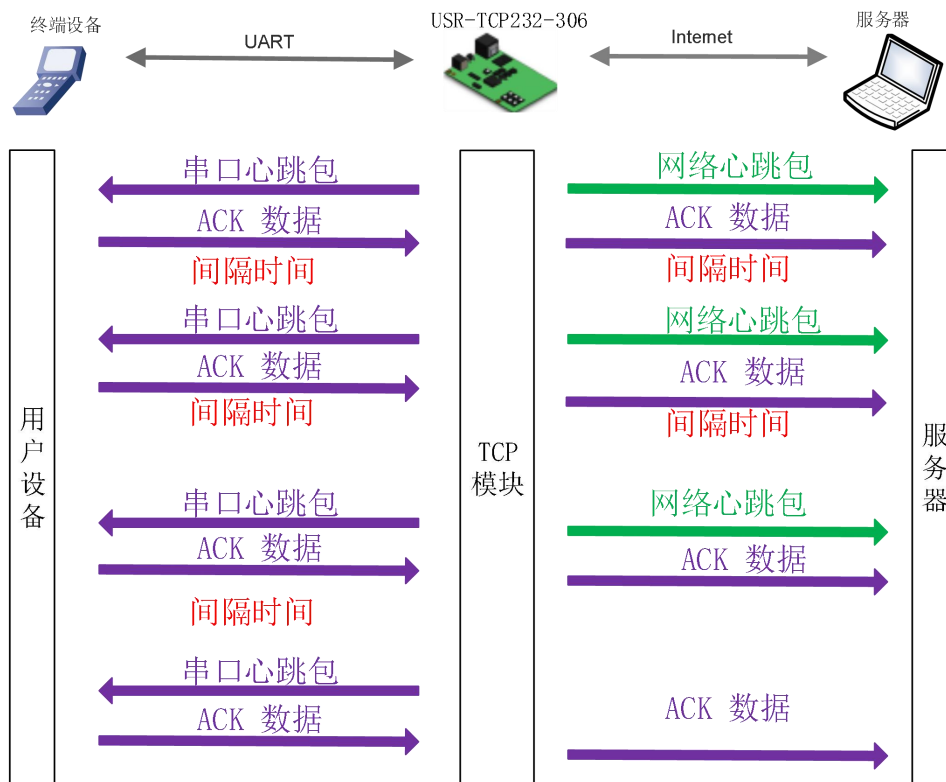 终端设备
UART
USR-TCP232-306
Internet
服务器
串口心跳包
网络心跳包
ACK 数据
ACK 数据
间隔时间
间隔时间
串口心跳包
网络心跳包
ACK 数据
ACK 数据
间隔时间
间隔时间
用户设备
TCP
模块
服务器
串口心跳包
网络心跳包
ACK 数据
ACK 数据
间隔时间
串口心跳包
ACK 数据
ACK 数据